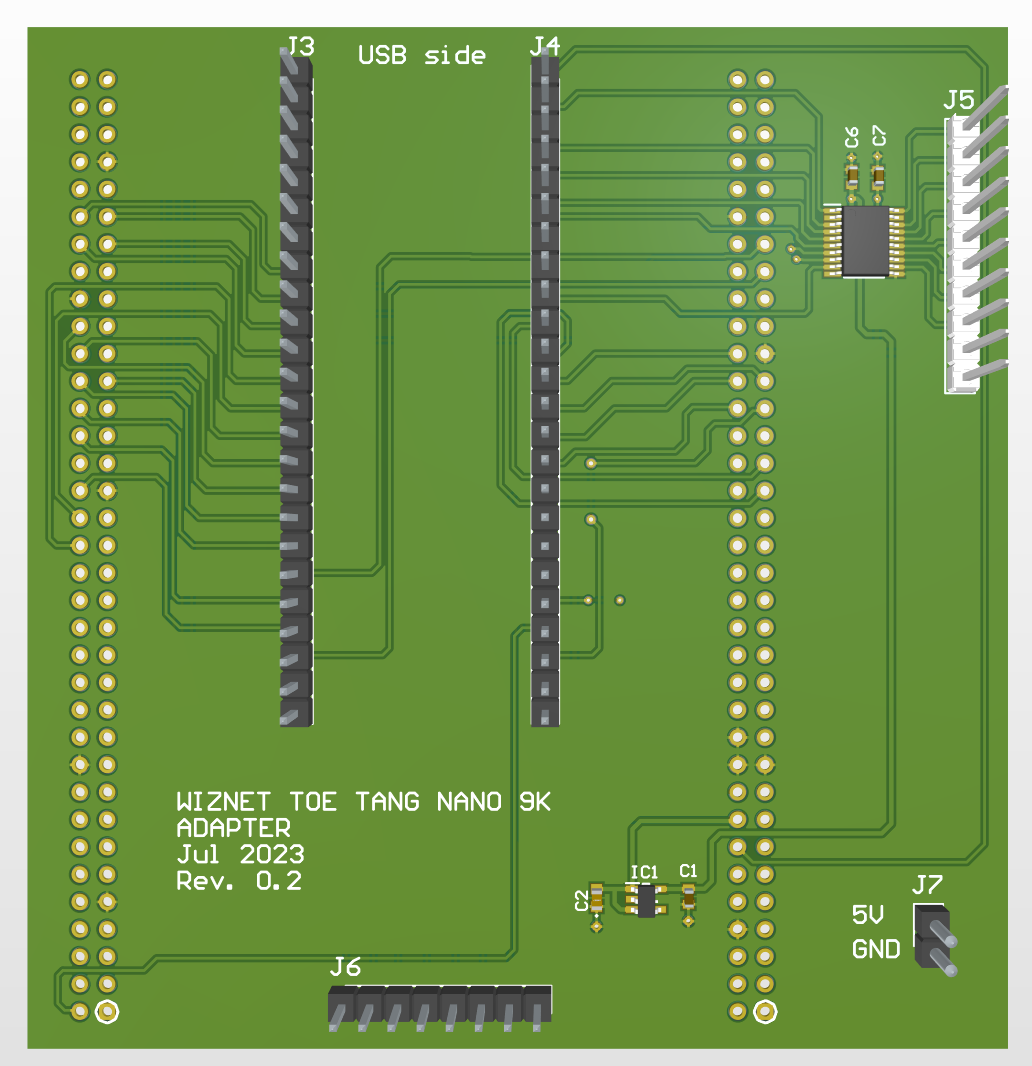 J3
USB side
J4
J5
C6
C7
WIZNET TOE TANG NANO 9K
ADAPTER
Jul 2023
Rev. 0.2
IC1
C1
C2
J7
5V
GND
J6